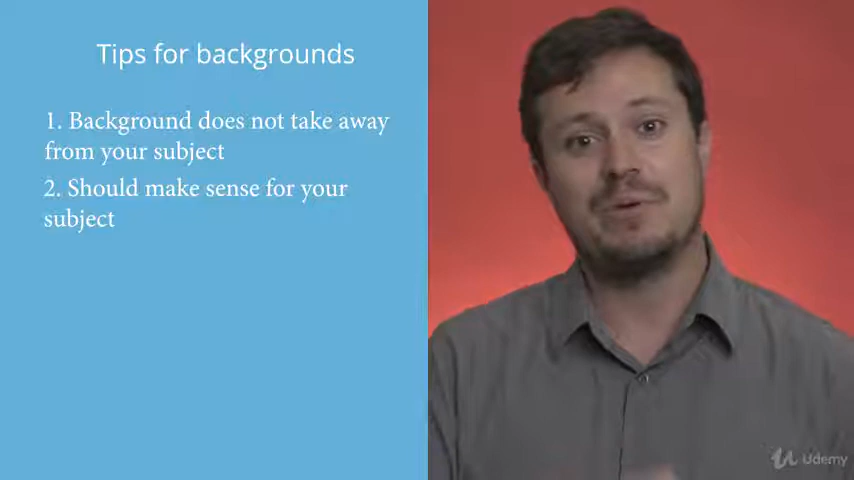 Tips for backgrounds
1. Background does not take away
from your subject
2. Should make sense for your
subject
Udemy